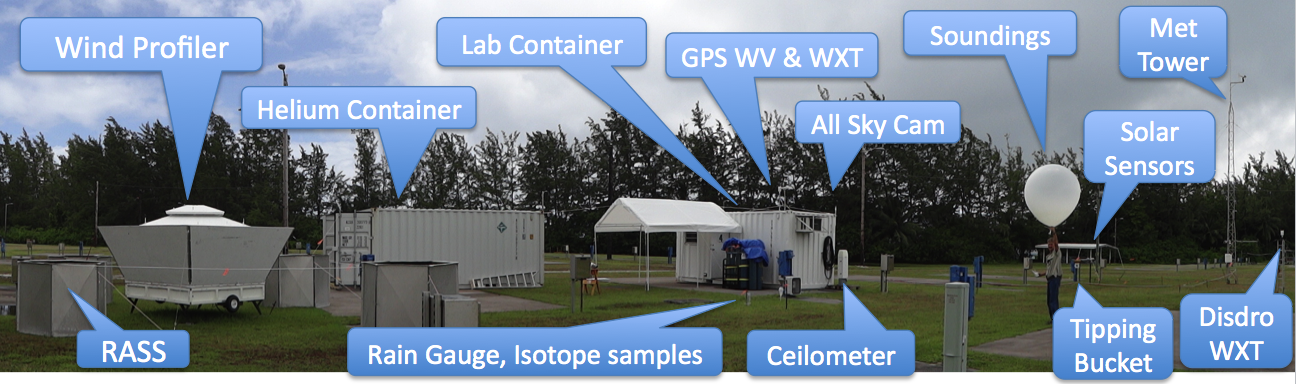 Wind Profiler
Helium Container
Lab Container
GPS WV & WXT
All Sky Cam
Soundings
Met
Tower
Solar
Sensors
RASS
Rain Gauge, Isotope samples
Ceilometer
Tipping
Bucket
Disdro
WXT